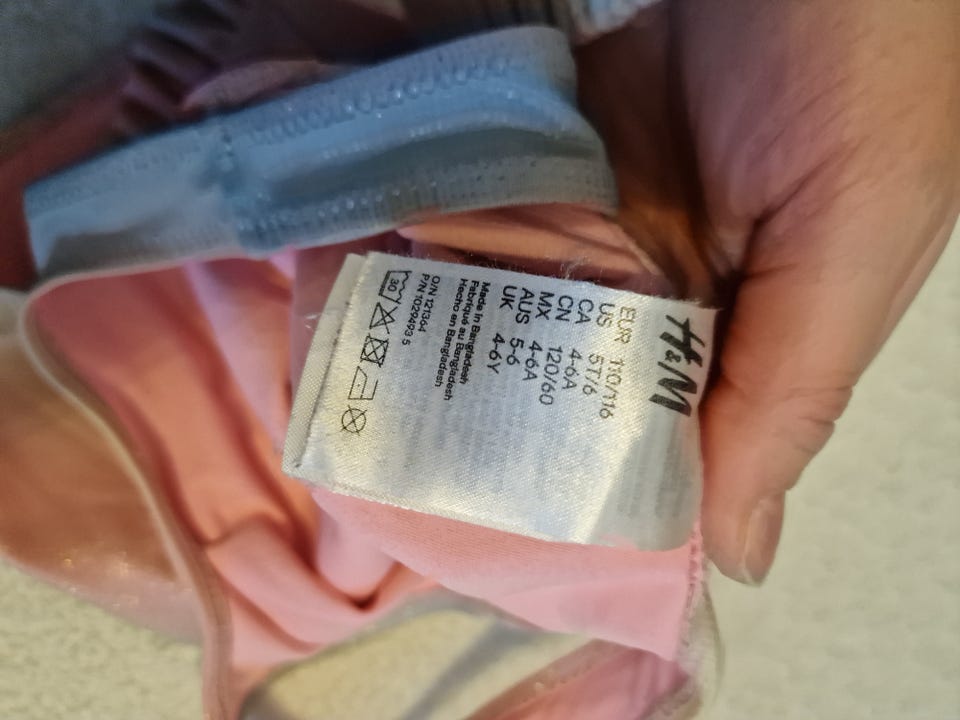 H&M
EUR 110/116
US 5T/6
CA 4-6A
CN 120/60
MX 4-6A
AUS 5-6
UK 4-6Y
Made in Bangladesh
Fabriqué au Bangladesh
Hecho en Bangladesh
O/N 121364
P/N 1029493 5
30